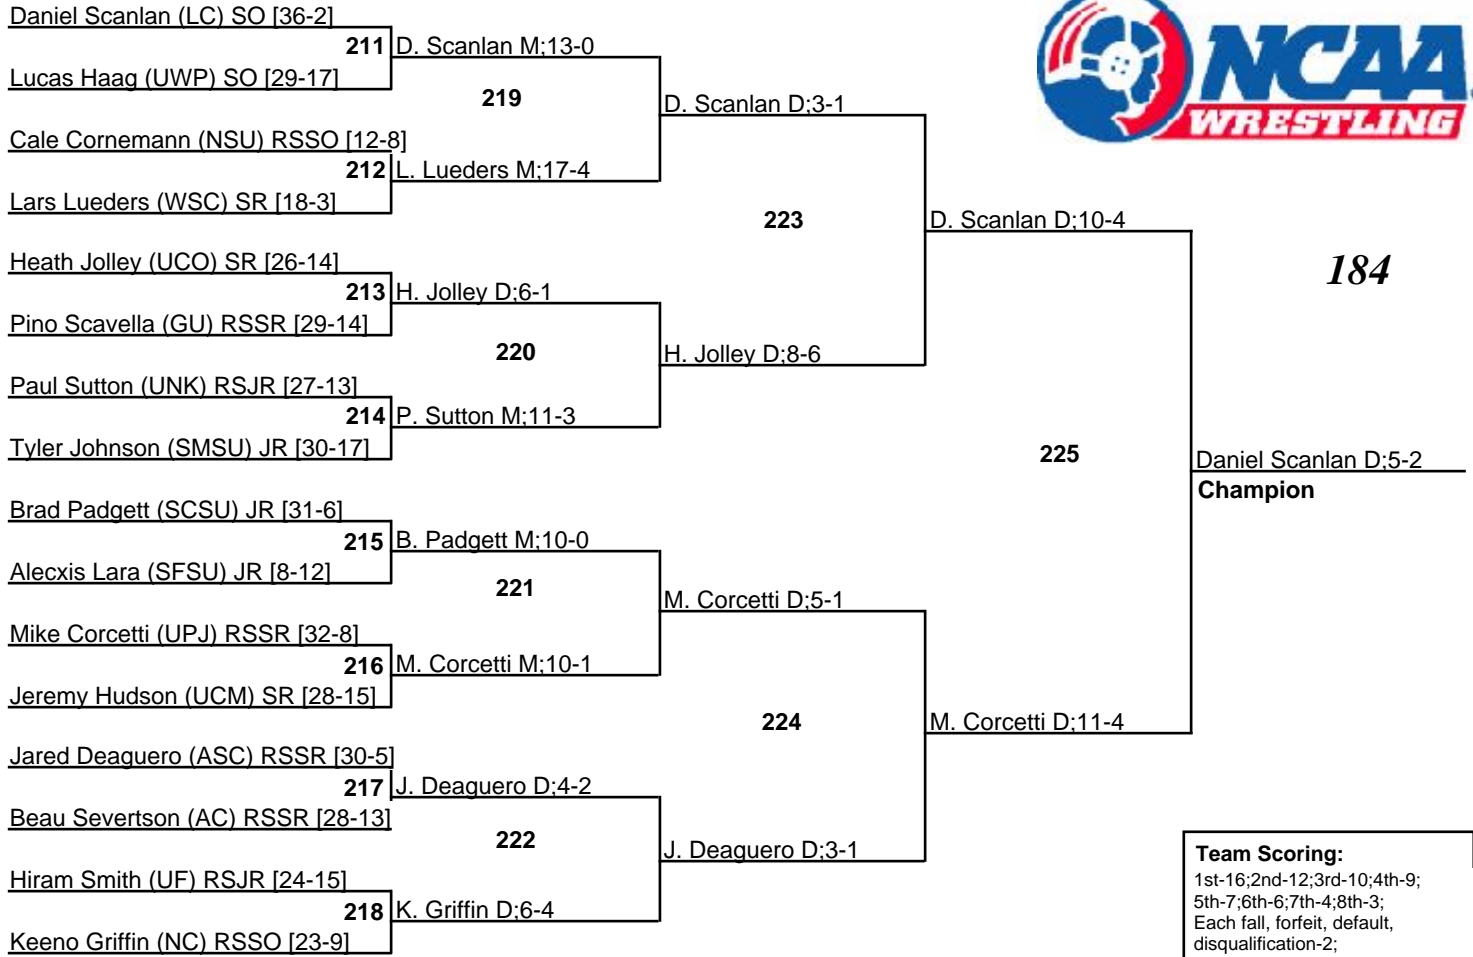 Daniel Scanlan (LC) SO [36-2]
211 D. Scanlan M;13-0
Lucas Haag (UWP) SO [29-17]
219
D. Scanlan D;3-1
Cale Cornemann (NSU) RSSO [12-8]
212 L. Lueders M;17-4
Lars Lueders (WSC) SR [18-3]
223
D. Scanlan D;10-4
Heath Jolley (UCO) SR [26-14]
213 H. Jolley D;6-1
Pino Scavella (GU) RSSR [29-14]
220
H. Jolley D;8-6
Paul Sutton (UNK) RSJR [27-13]
214 P. Sutton M;11-3
Tyler Johnson (SMSU) JR [30-17]
225
Daniel Scanlan D;5-2
Champion
Brad Padgett (SCSU) JR [31-6]
215 B. Padgett M;10-0
Alecxis Lara (SFSU) JR [8-12]
221
M. Corcetti D;5-1
Mike Corcetti (UPJ) RSSR [32-8]
216 M. Corcetti M;10-1
Jeremy Hudson (UCM) SR [28-15]
224
M. Corcetti D;11-4
Jared Deaguero (ASC) RSSR [30-5]
217 J. Deaguero D;4-2
Beau Severtson (AC) RSSR [28-13]
222
J. Deaguero D;3-1
Hiram Smith (UF) RSJR [24-15]
218 K. Griffin D;6-4
Keeno Griffin (NC) RSSO [23-9]
NCAA
WRESTLING
184
Team Scoring:
1st-16;2nd-12;3rd-10;4th-9;
5th-7;6th-6;7th-4;8th-3;
Each fall, forfeit, default,
disqualification-2;